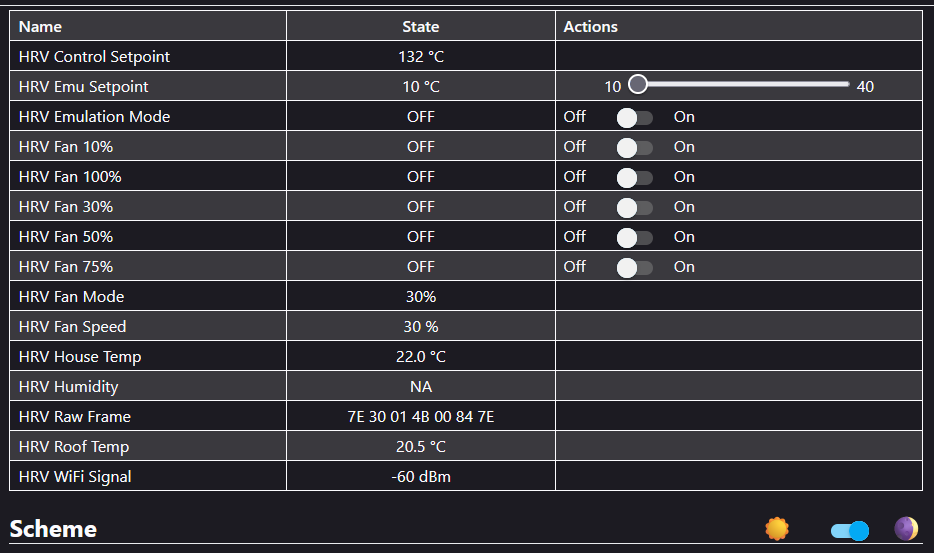 Name State Actions
HRV Control Setpoint 132 °C
HRV Emu Setpoint 10 °C 10 40
HRV Emulation Mode OFF Off On
HRV Fan 10% OFF Off On
HRV Fan 100% OFF Off On
HRV Fan 30% OFF Off On
HRV Fan 50% OFF Off On
HRV Fan 75% OFF Off On
HRV Fan Mode 30%
HRV Fan Speed 30 %
HRV House Temp 22.0 °C
HRV Humidity NA
HRV Raw Frame 7E 30 01 4B 00 84 7E
HRV Roof Temp 20.5 °C
HRV WiFi Signal -60 dBm
Scheme